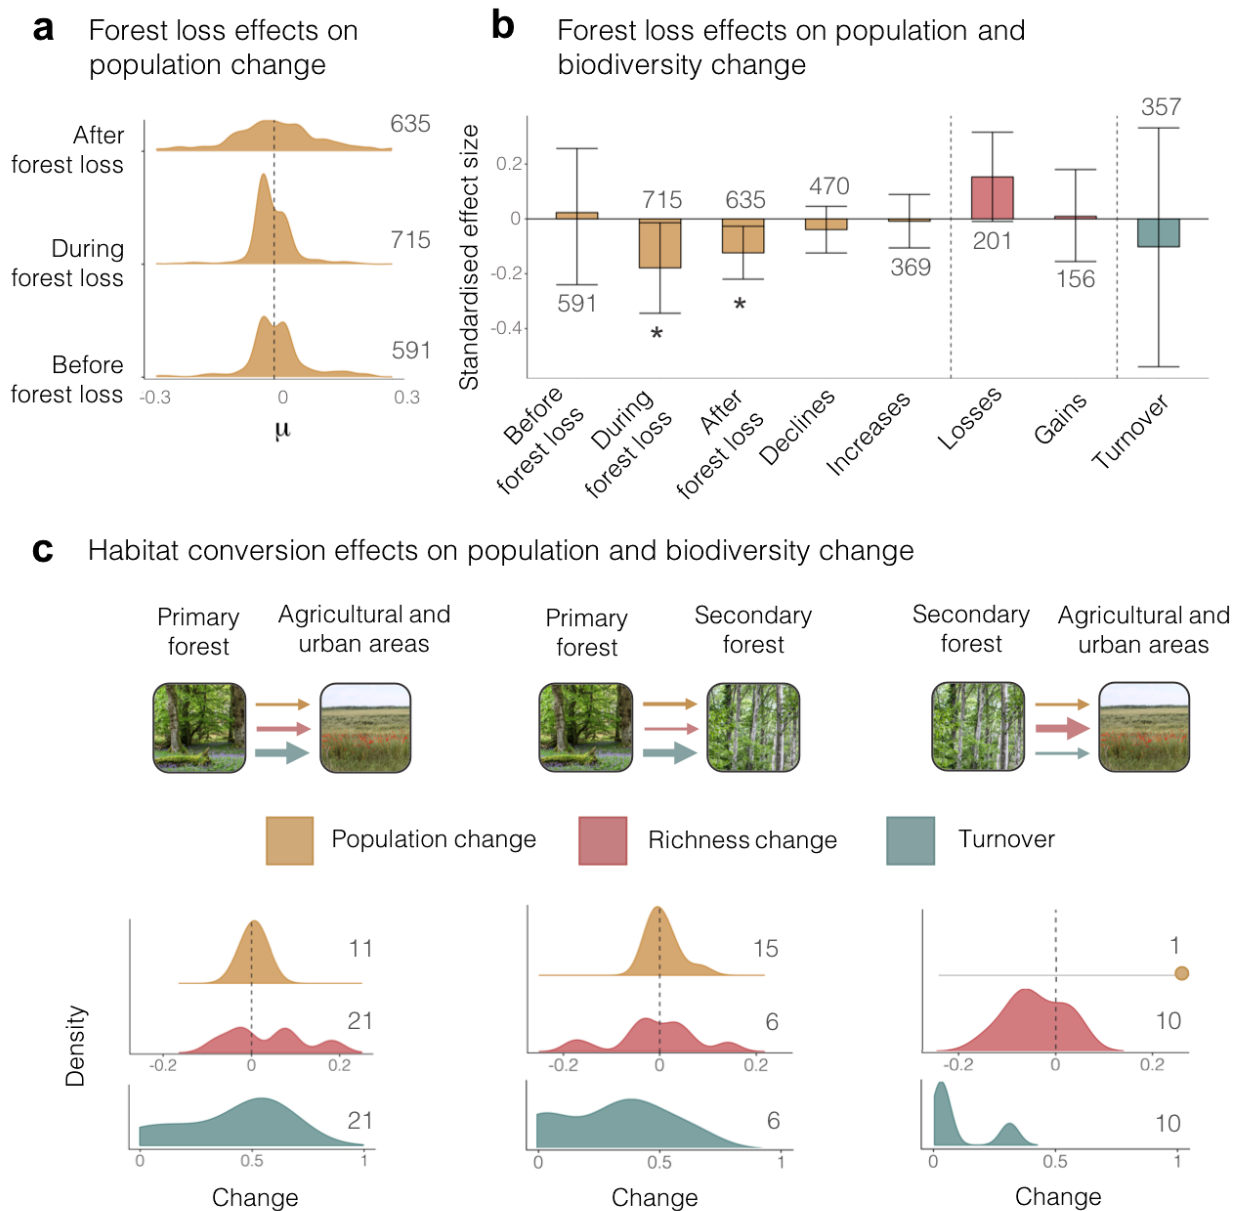 a
Forest loss effects on
population change
After
forest loss
635
During
forest loss
715
Before
forest loss
591
-0.3
0
0.3
μ
b
Forest loss effects on population and
biodiversity change
Standardised effect size
0.2
0
-0.2
-0.4
591
715
635
470
369
201
156
357
*
*
Before
forest loss
During
forest loss
After
forest loss
Declines
Increases
Losses
Gains
Turnover
c
Habitat conversion effects on population and biodiversity change
Primary
forest
Agricultural and
urban areas
Primary
forest
Secondary
forest
Secondary
forest
Agricultural and
urban areas
Population change
Richness change
Turnover
Density
11
21
-0.2
0
0.2
21
0
0.5
1
Change
15
6
-0.2
0
0.2
6
0
0.5
1
Change
1
10
-0.2
0
0.2
10
0
0.5
1
Change